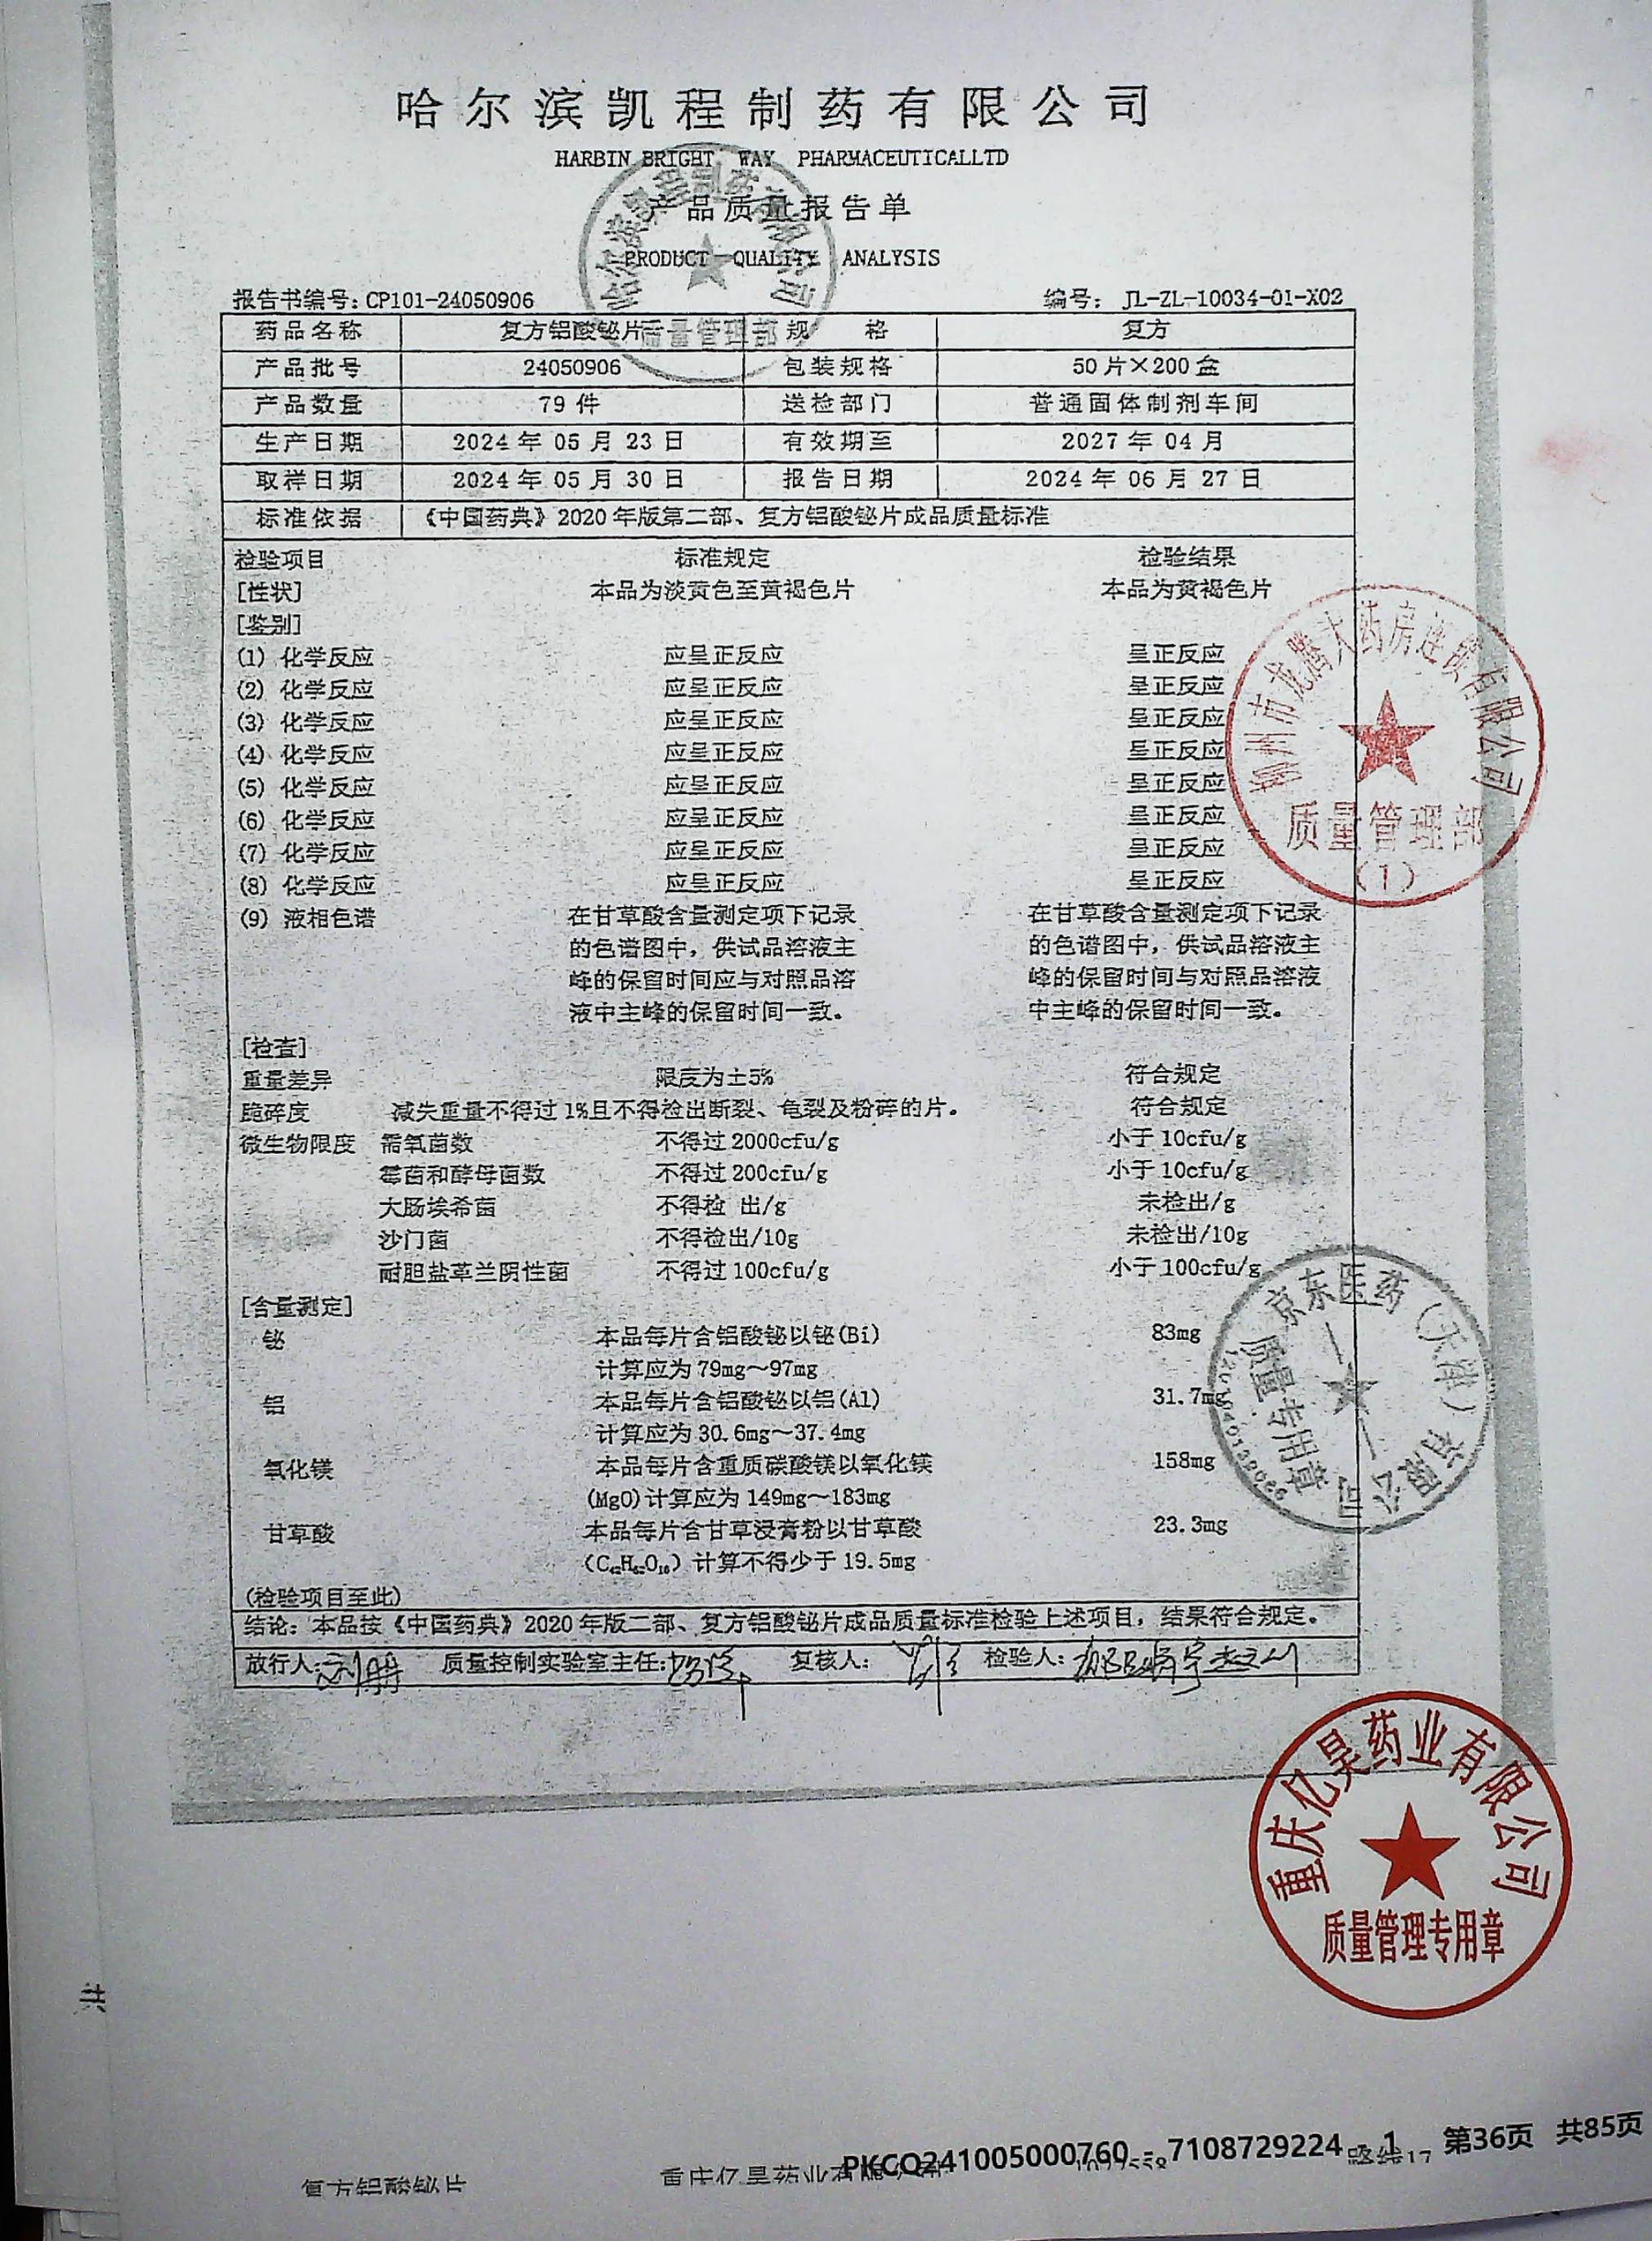 哈尔滨凯程制药有限公司
HARBIN BRIGHT WAY PHARMACEUTICALLTD
产品质量报告单
PRODUCT QUALITY ANALYSIS
质量管理部
报告书编号：CP101-24050906 编号： JL-ZL-10034-01-X02
药品名称 复方铝酸铋片 规 格 复方
产品批号 24050906 包装规格 50片×200盒
产品数量 79件 送检部门 普通固体制剂车间
生产日期 2024年05月23日 有效期至 2027年04月
取样日期 2024年05月30日 报告日期 2024年06月27日
标准依据 《中国药典》2020年版第二部、复方铝酸铋片成品质量标准
检验项目 标准规定 检验结果
[性状] 本品为淡黄色至黄褐色片 本品为黄褐色片
[鉴别]
(1) 化学反应 应呈正反应 呈正反应
(2) 化学反应 应呈正反应 呈正反应
(3) 化学反应 应呈正反应 呈正反应
(4) 化学反应 应呈正反应 呈正反应
(5) 化学反应 应呈正反应 呈正反应
(6) 化学反应 应呈正反应 呈正反应
(7) 化学反应 应呈正反应 呈正反应
(8) 化学反应 应呈正反应 呈正反应
(9) 液相色谱 在甘草酸含量测定项下记录 在甘草酸含量测定项下记录
的色谱图中，供试品溶液主 的色谱图中，供试品溶液主
峰的保留时间应与对照品溶 峰的保留时间与对照品溶液
液中主峰的保留时间一致。 中主峰的保留时间一致。
[检查]
重量差异 限度为±5% 符合规定
脆碎度 减失重量不得过1%且不得检出断裂、龟裂及粉碎的片。 符合规定
微生物限度 需氧菌数 不得过2000cfu/g 小于10cfu/g
霉菌和酵母菌数 不得过200cfu/g 小于10cfu/g
大肠埃希菌 不得检 出/g 未检出/g
沙门菌 不得检出/10g 未检出/10g
耐胆盐革兰阴性菌 不得过100cfu/g 小于100cfu/g
[含量测定]
铋 本品每片含铝酸铋以铋(Bi) 83mg
计算应为79mg～97mg
铝 本品每片含铝酸铋以铝(Al) 31.7mg
计算应为30.6mg～37.4mg
氧化镁 本品每片含重质碳酸镁以氧化镁 158mg
(MgO)计算应为149mg～183mg
甘草酸 本品每片含甘草浸膏粉以甘草酸 23.3mg
（C₄₂H₆₂O₁₆）计算不得少于19.5mg
(检验项目至此)
结论：本品按《中国药典》2020年版二部、复方铝酸铋片成品质量标准检验上述项目，结果符合规定。
放行人： 质量控制实验室主任： 复核人： 检验人：
柳州市龙腾大药房连锁有限公司
质量管理部
(1)
京东医药（天津）有限公司
质量专用章
重庆亿昊药业有限公司
质量管理专用章
共
PKCQ241005000760 - 7108729224 - 1 第36页 共85页
复方铝酸铋片